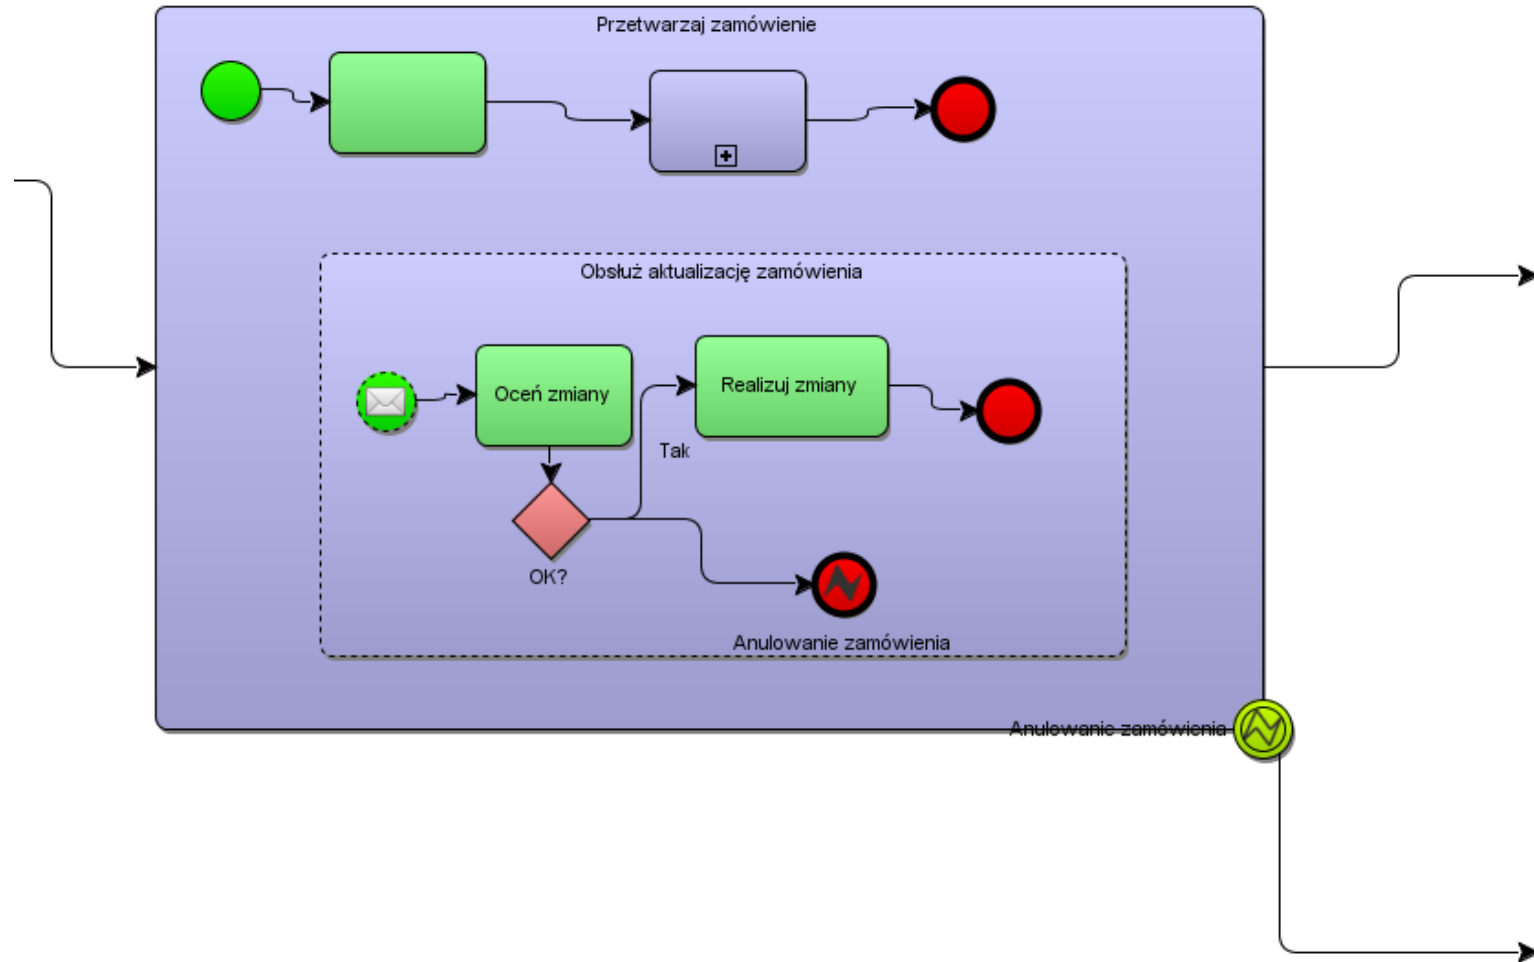 Przetwarzaj zamówienie
Obsłuż aktualizację zamówienia
Oceń zmiany
Realizuj zmiany
Tak
OK?
Anulowanie zamówienia
Anulowanie zamówienia